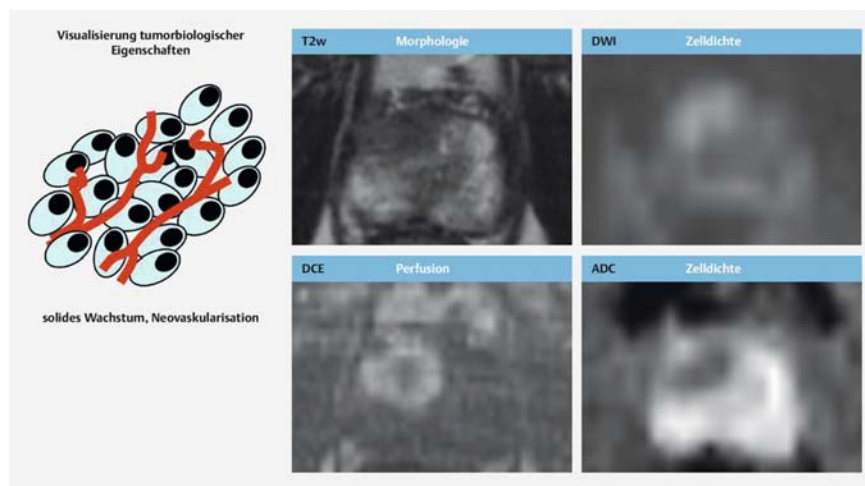 Visualisierung tumorbiologischer
Eigenschaften
solides Wachstum, Neovaskularisation
T2w Morphologie
DWI Zelldichte
DCE Perfusion
ADC Zelldichte